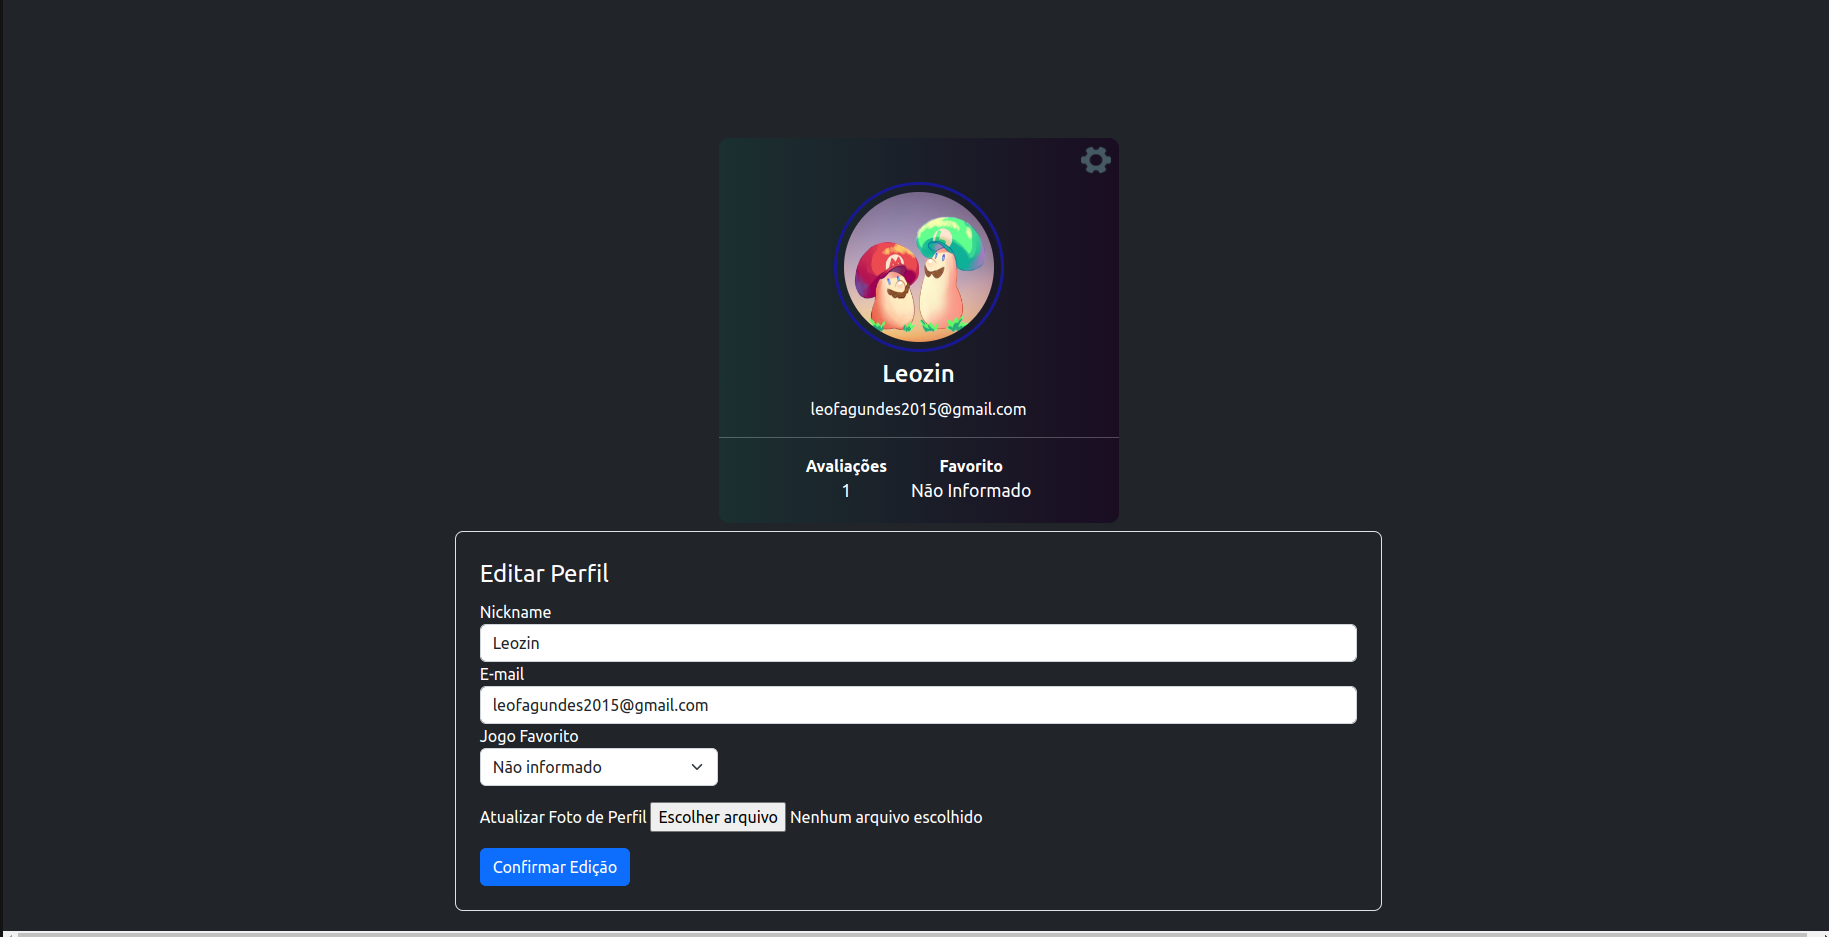 Leozin
leofagundes2015@gmail.com
Avaliações Favorito
1 Não Informado
Editar Perfil
Nickname
Leozin
E-mail
leofagundes2015@gmail.com
Jogo Favorito
Não informado
Atualizar Foto de Perfil Escolher arquivo Nenhum arquivo escolhido
Confirmar Edição